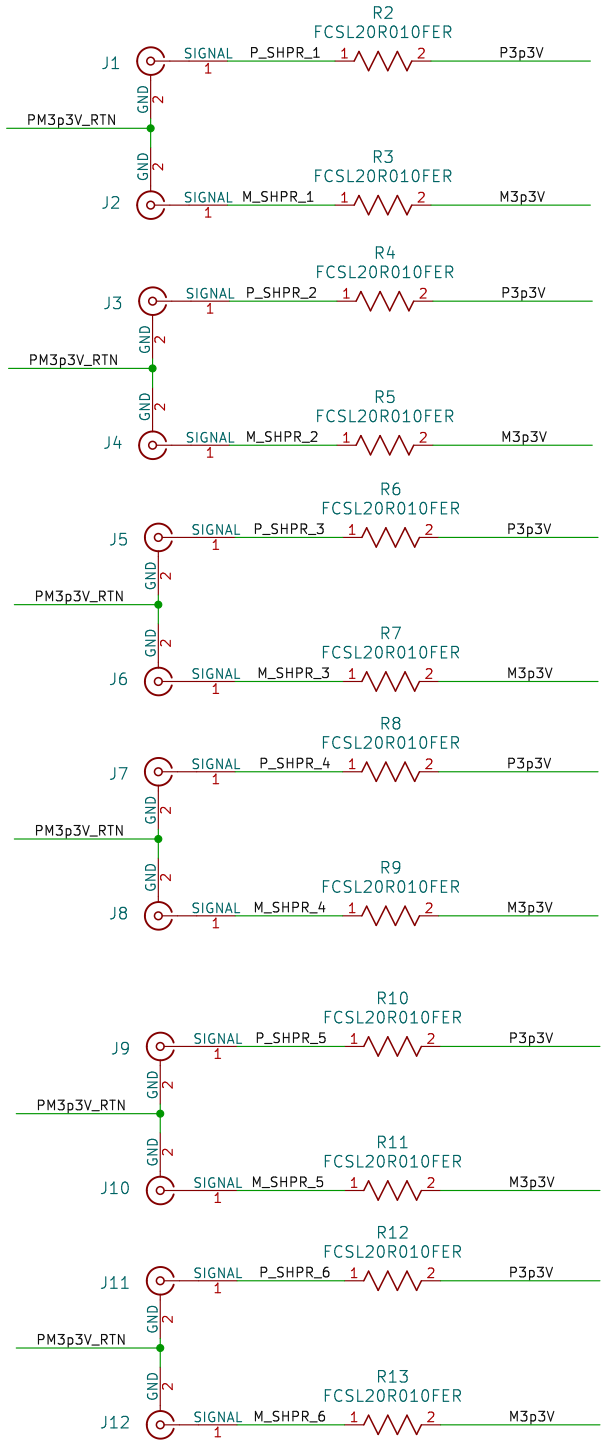 R2
FCSL20R010FER
J1 SIGNAL 1 P_SHPR_1 1 2 P3p3V
GND 2
PM3p3V_RTN
GND 2
R3
FCSL20R010FER
J2 SIGNAL 1 M_SHPR_1 1 2 M3p3V
R4
FCSL20R010FER
J3 SIGNAL 1 P_SHPR_2 1 2 P3p3V
GND 2
PM3p3V_RTN
GND 2
R5
FCSL20R010FER
J4 SIGNAL 1 M_SHPR_2 1 2 M3p3V
R6
FCSL20R010FER
J5 SIGNAL 1 P_SHPR_3 1 2 P3p3V
GND 2
PM3p3V_RTN
GND 2
R7
FCSL20R010FER
J6 SIGNAL 1 M_SHPR_3 1 2 M3p3V
R8
FCSL20R010FER
J7 SIGNAL 1 P_SHPR_4 1 2 P3p3V
GND 2
PM3p3V_RTN
GND 2
R9
FCSL20R010FER
J8 SIGNAL 1 M_SHPR_4 1 2 M3p3V
R10
FCSL20R010FER
J9 SIGNAL 1 P_SHPR_5 1 2 P3p3V
GND 2
PM3p3V_RTN
GND 2
R11
FCSL20R010FER
J10 SIGNAL 1 M_SHPR_5 1 2 M3p3V
R12
FCSL20R010FER
J11 SIGNAL 1 P_SHPR_6 1 2 P3p3V
GND 2
PM3p3V_RTN
GND 2
R13
FCSL20R010FER
J12 SIGNAL 1 M_SHPR_6 1 2 M3p3V